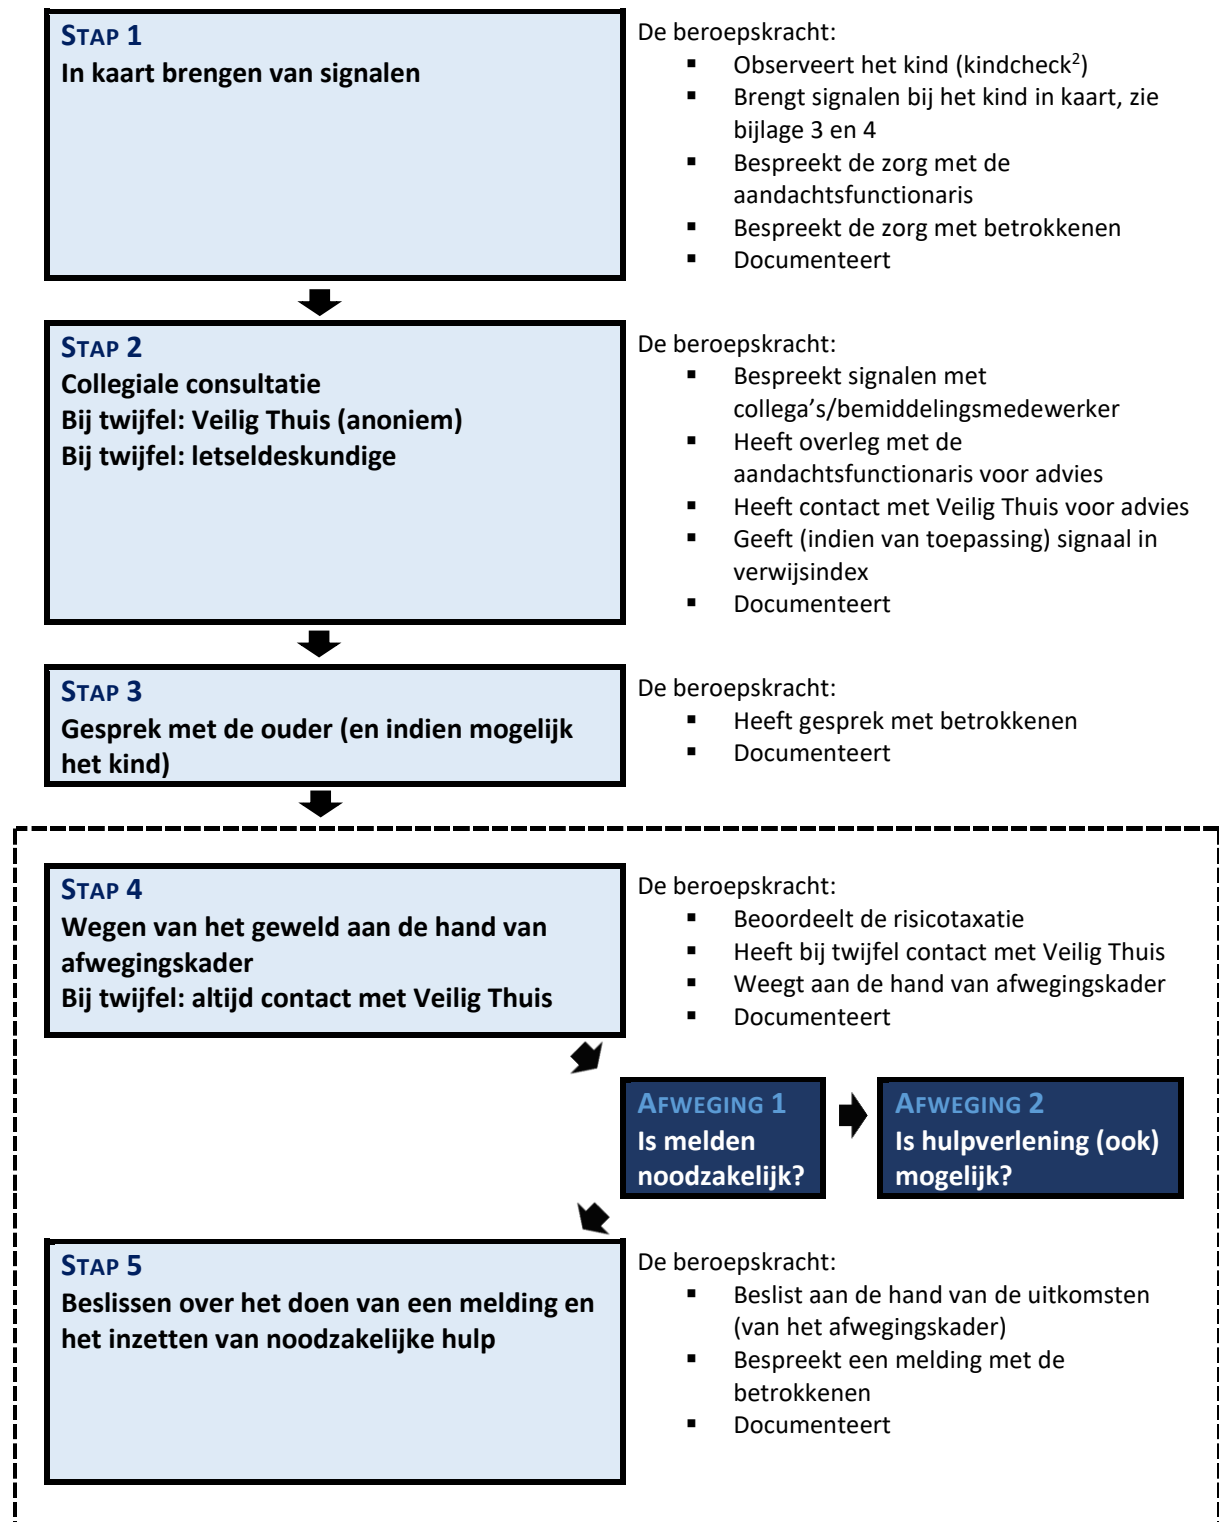 STAP 1
In kaart brengen van signalen
De beroepskracht:
▪ Observeert het kind (kindcheck²)
▪ Brengt signalen bij het kind in kaart, zie
bijlage 3 en 4
▪ Bespreekt de zorg met de
aandachtsfunctionaris
▪ Bespreekt de zorg met betrokkenen
▪ Documenteert
STAP 2
Collegiale consultatie
Bij twijfel: Veilig Thuis (anoniem)
Bij twijfel: letseldeskundige
De beroepskracht:
▪ Bespreekt signalen met
collega’s/bemiddelingsmedewerker
▪ Heeft overleg met de
aandachtsfunctionaris voor advies
▪ Heeft contact met Veilig Thuis voor advies
▪ Geeft (indien van toepassing) signaal in
verwijsindex
▪ Documenteert
STAP 3
Gesprek met de ouder (en indien mogelijk
het kind)
De beroepskracht:
▪ Heeft gesprek met betrokkenen
▪ Documenteert
STAP 4
Wegen van het geweld aan de hand van
afwegingskader
Bij twijfel: altijd contact met Veilig Thuis
De beroepskracht:
▪ Beoordeelt de risicotaxatie
▪ Heeft bij twijfel contact met Veilig Thuis
▪ Weegt aan de hand van afwegingskader
▪ Documenteert
AFWEGING 1
Is melden
noodzakelijk?
AFWEGING 2
Is hulpverlening (ook)
mogelijk?
STAP 5
Beslissen over het doen van een melding en
het inzetten van noodzakelijke hulp
De beroepskracht:
▪ Beslist aan de hand van de uitkomsten
(van het afwegingskader)
▪ Bespreekt een melding met de
betrokkenen
▪ Documenteert